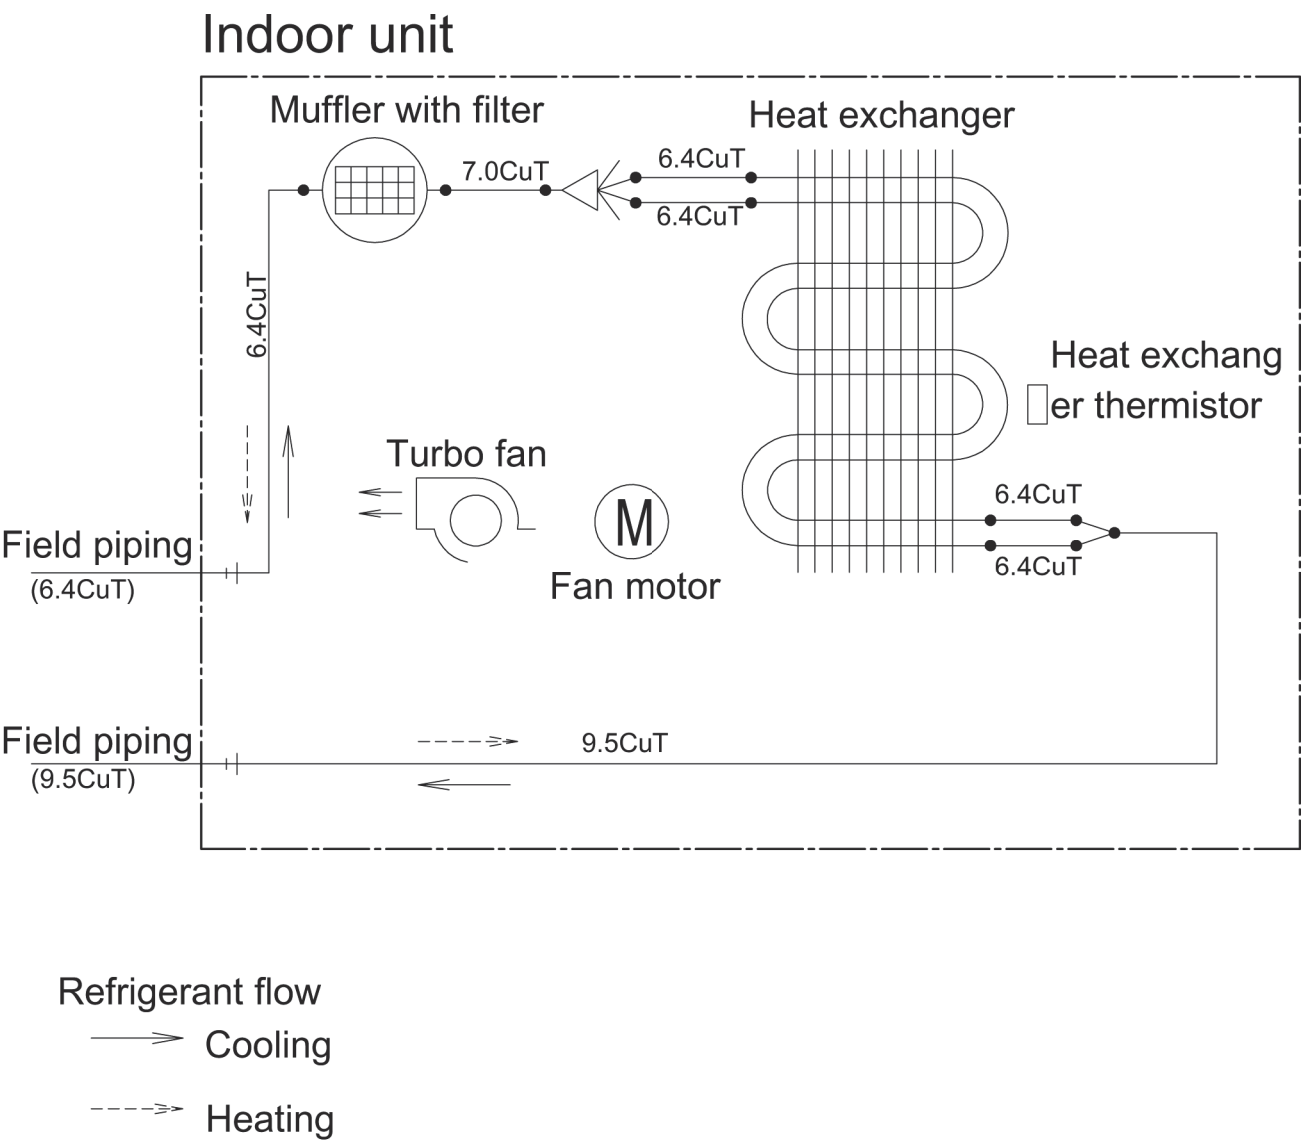 Indoor unit
Muffler with filter
Heat exchanger
7.0CuT
6.4CuT
6.4CuT
6.4CuT
Heat exchang
er thermistor
Turbo fan
M
Fan motor
6.4CuT
6.4CuT
Field piping
(6.4CuT)
Field piping
(9.5CuT)
9.5CuT
Refrigerant flow
Cooling
Heating